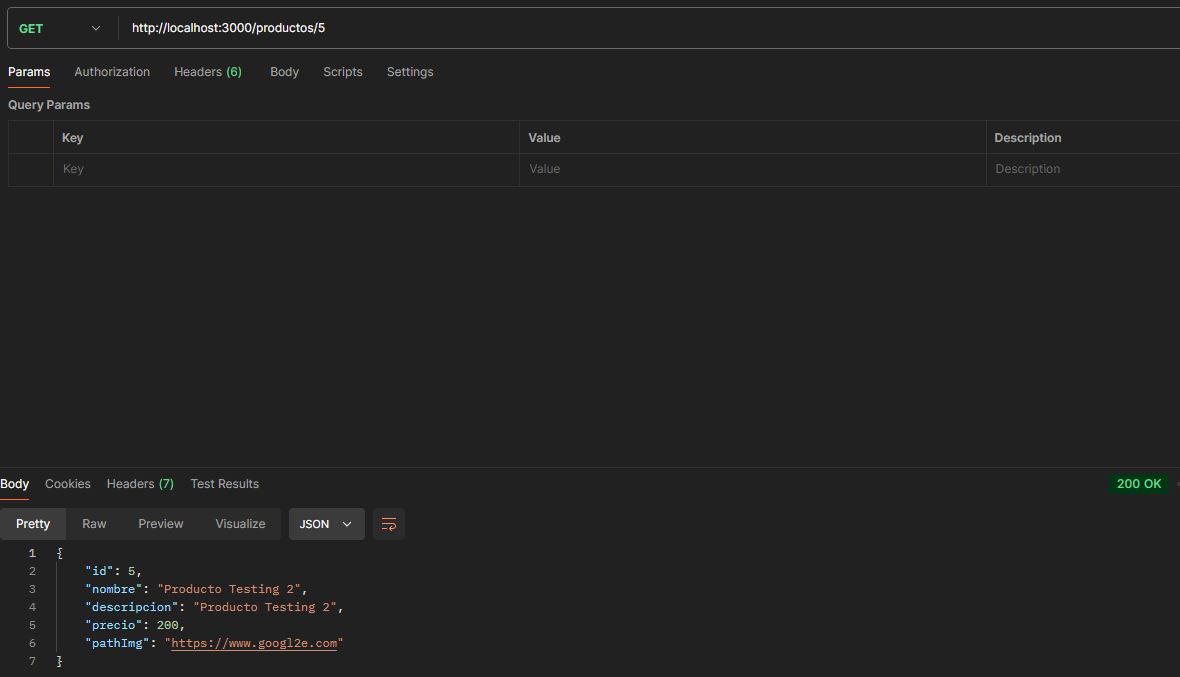 GET http://localhost:3000/productos/5
Params Authorization Headers (6) Body Scripts Settings
Query Params
Key Value Description
Key Value Description
Body Cookies Headers (7) Test Results 200 OK
Pretty Raw Preview Visualize JSON
1 {
2 "id": 5,
3 "nombre": "Producto Testing 2",
4 "descripcion": "Producto Testing 2",
5 "precio": 200,
6 "pathImg": "https://www.googl2e.com"
7 }